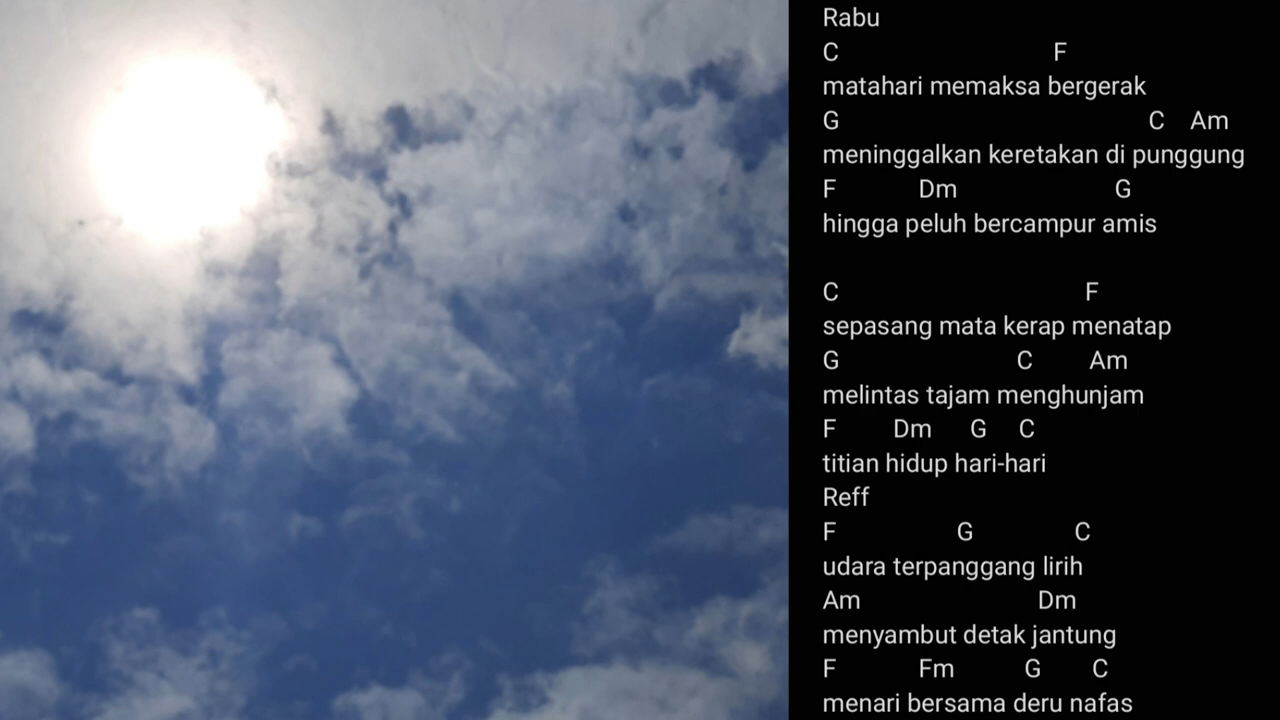 Rabu
C F
matahari memaksa bergerak
G C Am
meninggalkan keretakan di punggung
F Dm G
hingga peluh bercampur amis
C F
sepasang mata kerap menatap
G C Am
melintas tajam menghunjam
F Dm G C
titian hidup hari-hari
Reff
F G C
udara terpanggang lirih
Am Dm
menyambut detak jantung
F Fm G C
menari bersama deru nafas